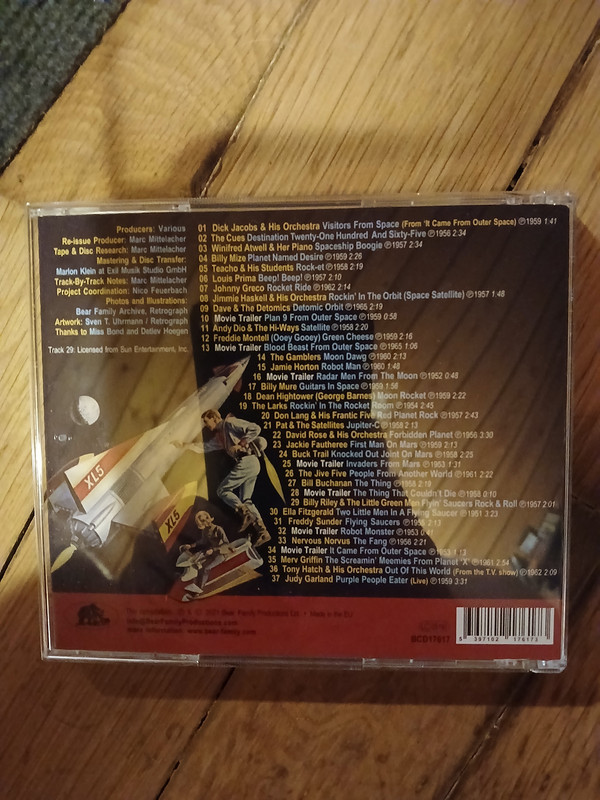 Producers: Various
Re-issue Producer: Marc Mittelacher
Tape & Disc Research: Marc Mittelacher
Mastering & Disc Transfer:
Marlon Klein at Exil Musik Studio GmbH
Track-By-Track Notes: Marc Mittelacher
Project Coordination: Nico Feuerbach
Photos and Illustrations:
Bear Family Archive, Retrograph
Artwork: Sven T. Uhrmann / Retrograph
Thanks to Miss Bond and Detlev Hoegen
Track 29: Licensed from Sun Entertainment, Inc.
01 Dick Jacobs & His Orchestra Visitors From Space (From 'It Came From Outer Space) ℗1959 1:41
02 The Cues Destination Twenty-One Hundred And Sixty-Five ℗1956 2:34
03 Winifred Atwell & Her Piano Spaceship Boogie ℗1957 2:34
04 Billy Mize Planet Named Desire ℗1959 2:26
05 Teacho & His Students Rock-et ℗1958 2:19
06 Louis Prima Beep! Beep! ℗1957 2:10
07 Johnny Greco Rocket Ride ℗1962 2:14
08 Jimmie Haskell & His Orchestra Rockin' In The Orbit (Space Satellite) ℗1957 1:48
09 Dave & The Detomics Detomic Orbit ℗1965 2:19
10 Movie Trailer Plan 9 From Outer Space ℗1959 0:58
11 Andy Dio & The Hi-Ways Satellite ℗1958 2:20
12 Freddie Montell (Ooey Gooey) Green Cheese ℗1959 2:16
13 Movie Trailer Blood Beast From Outer Space ℗1965 1:06
14 The Gamblers Moon Dawg ℗1960 2:13
15 Jamie Horton Robot Man ℗1960 1:48
16 Movie Trailer Radar Men From The Moon ℗1952 0:48
17 Billy Mure Guitars In Space ℗1959 1:56
18 Dean Hightower (George Barnes) Moon Rocket ℗1959 2:22
19 The Larks Rockin' In The Rocket Room ℗1954 2:45
20 Don Lang & His Frantic Five Red Planet Rock ℗1957 2:43
21 Pat & The Satellites Jupiter-C ℗1958 2:13
22 David Rose & His Orchestra Forbidden Planet ℗1956 3:30
23 Jackie Fautheree First Man On Mars ℗1959 2:13
24 Buck Trail Knocked Out Joint On Mars ℗1958 2:25
25 Movie Trailer Invaders From Mars ℗1953 1:31
26 The Jive Five People From Another World ℗1961 2:22
27 Bill Buchanan The Thing ℗1958 2:19
28 Movie Trailer The Thing That Couldn't Die ℗1958 0:10
29 Billy Riley & The Little Green Men Flyin' Saucers Rock & Roll ℗1957 2:01
30 Ella Fitzgerald Two Little Men In A Flying Saucer ℗1951 3:23
31 Freddy Sunder Flying Saucers 2:13
32 Movie Trailer Robot Monster ℗1953
33 Nervous Norvus The Fang ℗1956 2:21
34 Movie Trailer It Came From Outer Space 1:13
35 Merv Griffin The Screamin' Meemies From Planet 'X' ℗1961 2:54
36 Tony Hatch & His Orchestra Out Of This World (From the T.V. show) ℗1962 2:09
37 Judy Garland Purple People Eater (Live) ℗1959 3:31
XL5
XL5
BCD17617
5 397102 176173